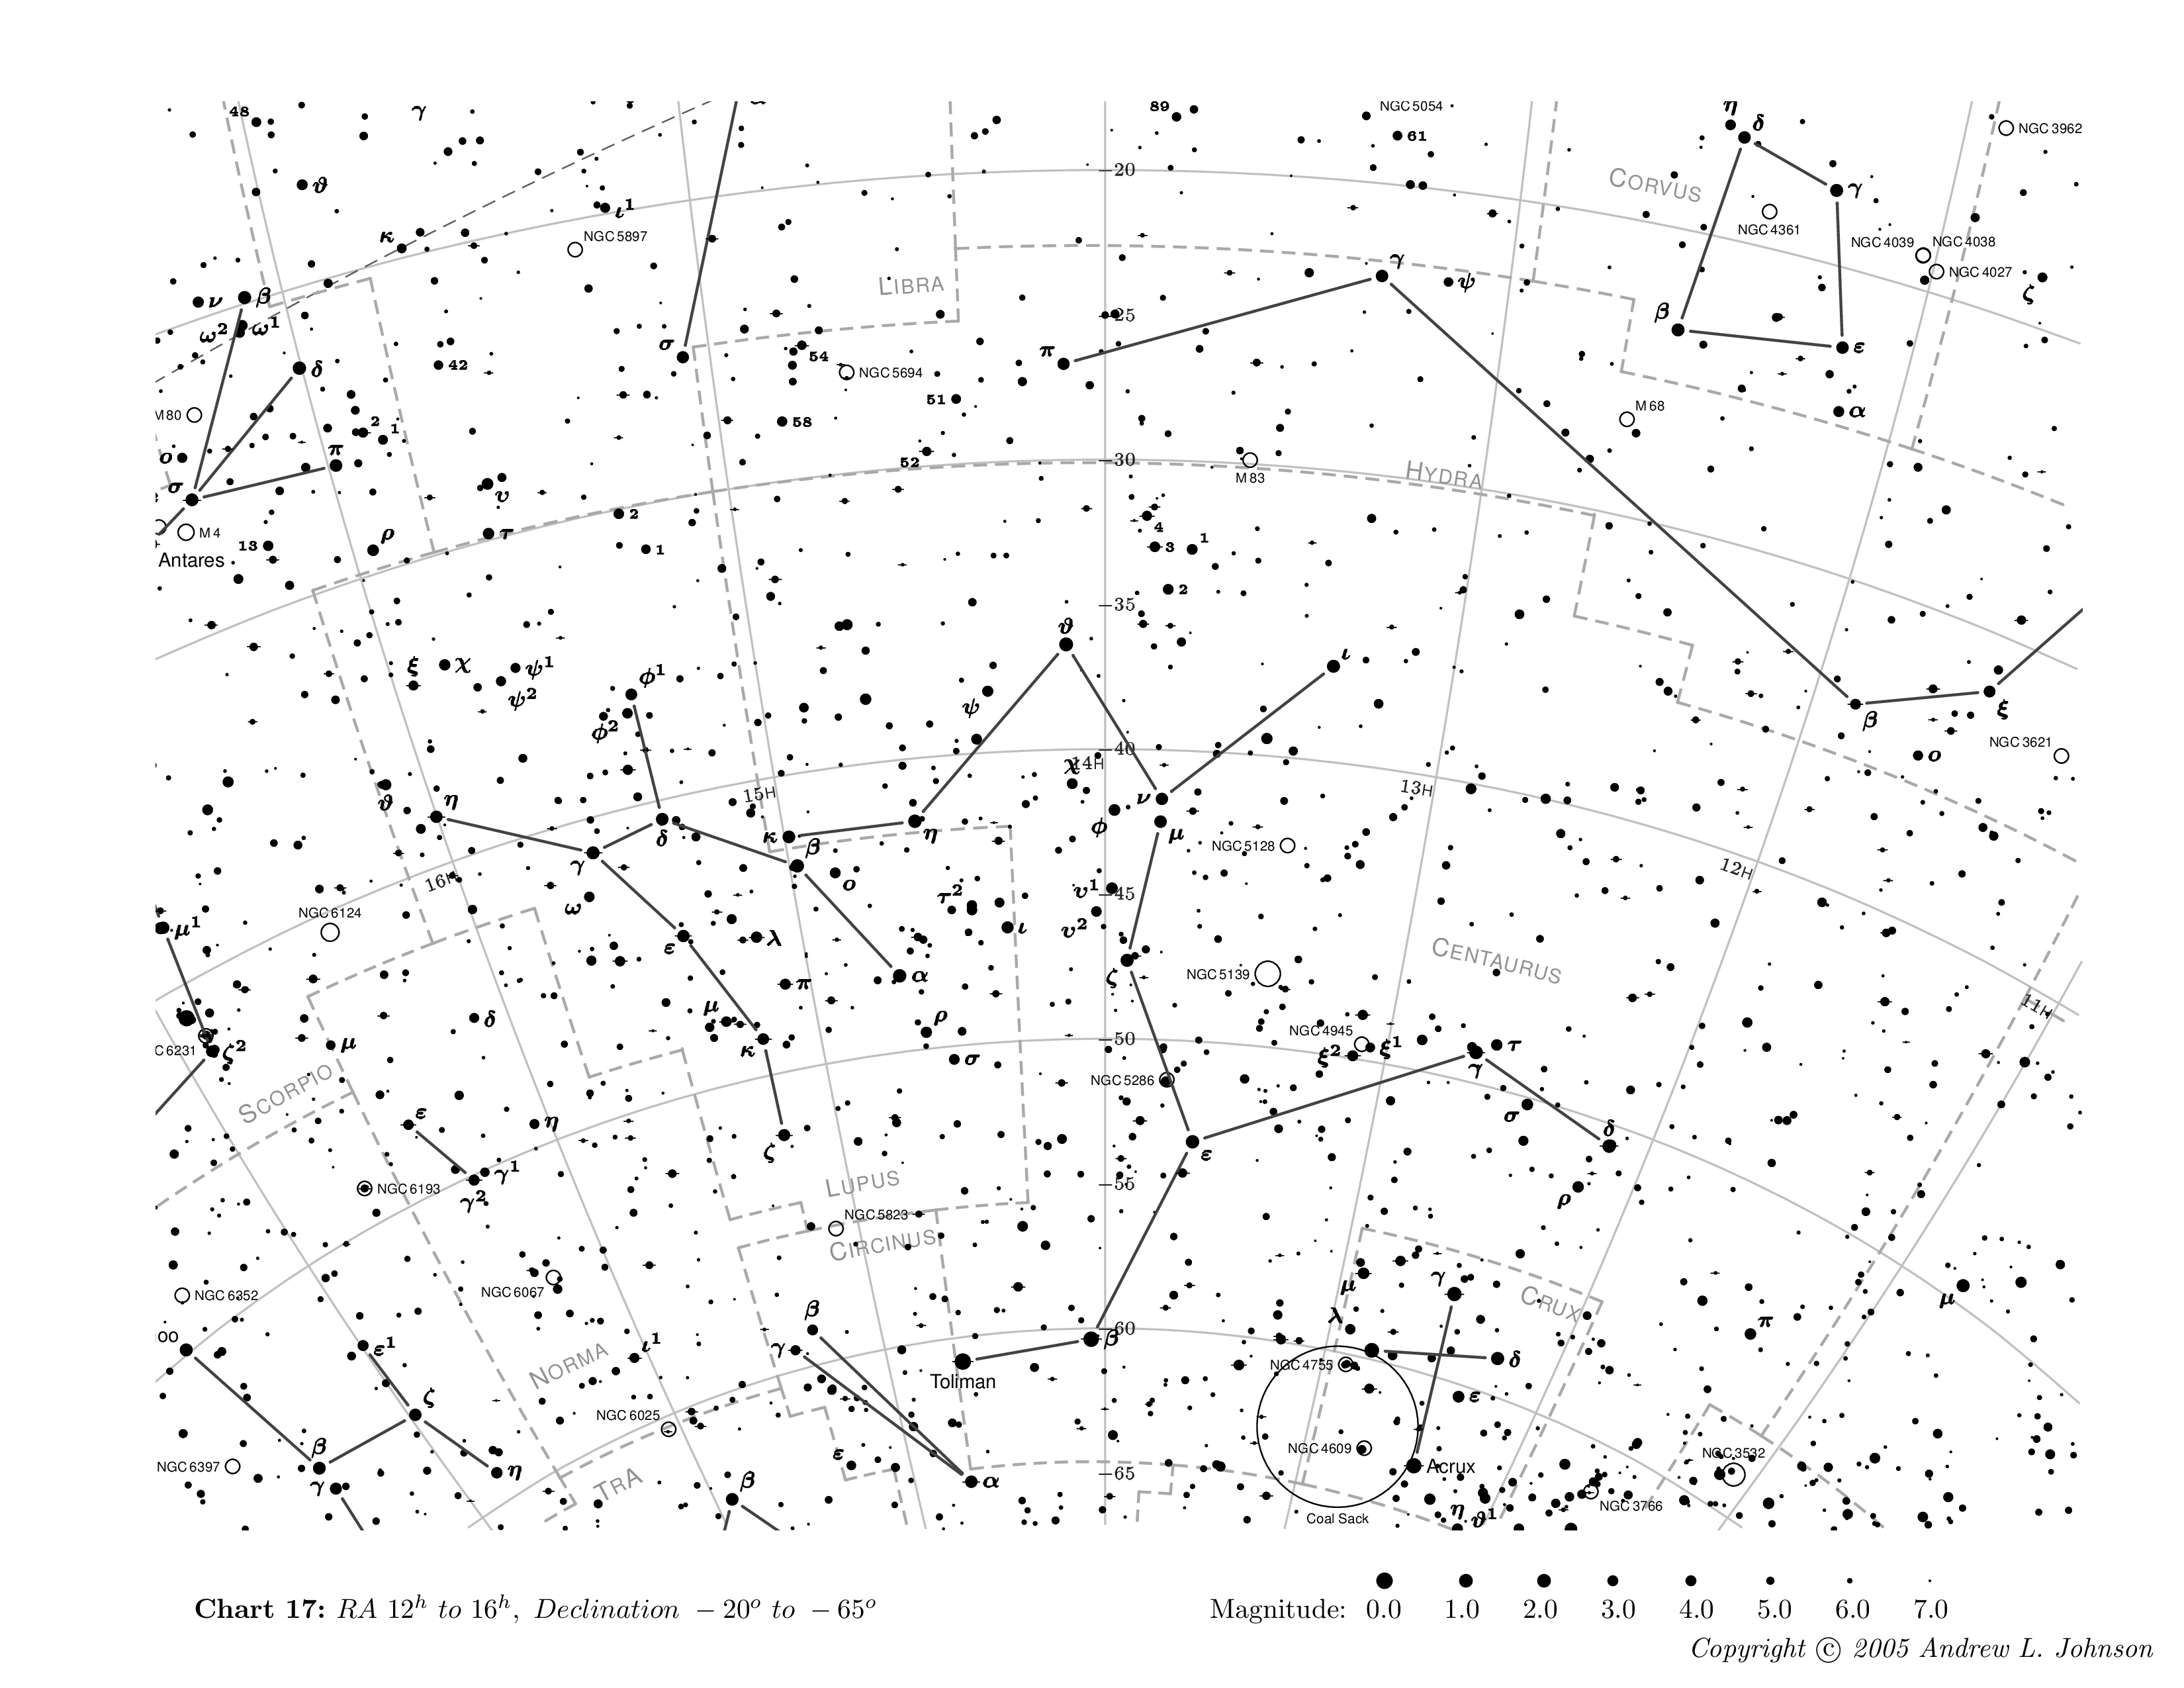 48
γ
α
89
NGC 5054
61
η
δ
NGC 3962
ϑ
ι¹
κ
NGC 5897
−20
CORVUS
γ
NGC 4361
NGC 4039
NGC 4038
NGC 4027
ζ
ν
β
ω²
ω¹
LIBRA
γ
ψ
−25
β
ε
δ
42
σ
54
NGC 5694
π
51
M 80
2
1
58
M 68
α
ο
π
52
−30
M 83
HYDRA
σ
υ
2
4
M 4
13
ρ
τ
1
3
1
Antares
2
−35
ϑ
ι
ξ
χ
ψ¹
ψ²
φ¹
φ²
ψ
β
ξ
ο
NGC 3621
−40
χ
14H
15H
13H
12H
ϑ
η
δ
κ
β
η
ν
φ
μ
NGC 5128
γ
ο
16H
ω
τ²
υ¹
−45
υ²
NGC 6124
μ¹
ε
λ
ι
CENTAURUS
π
α
ζ
NGC 5139
11H
δ
μ
ρ
NGC 4945
μ
κ
−50
ξ²
ξ¹
τ
C 6231
ζ²
σ
NGC 5286
γ
SCORPIO
ε
η
σ
δ
ζ
ε
γ¹
NGC 6193
γ²
LUPUS
−55
ρ
NGC 5823
CIRCINUS
NGC 6352
NGC 6067
μ
γ
CRUX
μ
β
λ
π
−60
β
ε¹
NORMA
ι¹
γ
NGC 4755
δ
Toliman
ζ
ε
NGC 6025
NGC 4609
NGC 6397
β
η
ε
α
−65
Acrux
NGC 3532
γ
TRA
β
η
ϑ¹
NGC 3766
Coal Sack
Chart 17: RA 12ʰ to 16ʰ, Declination −20ᵒ to −65ᵒ
Magnitude: 0.0 1.0 2.0 3.0 4.0 5.0 6.0 7.0
Copyright © 2005 Andrew L. Johnson